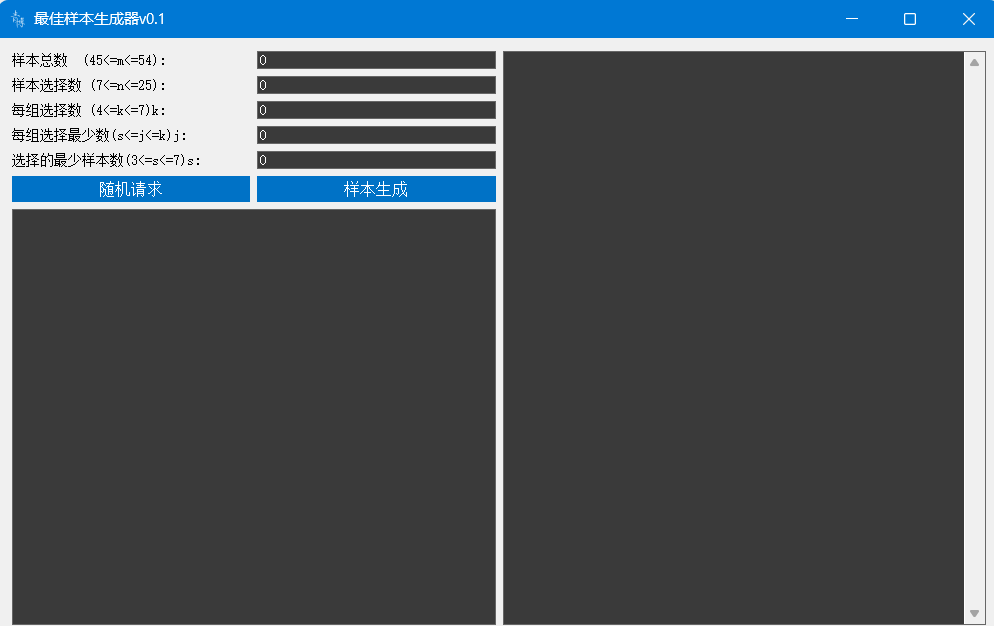 最佳样本生成器v0.1
样本总数 (45<=m<=54): 0
样本选择数 (7<=n<=25): 0
每组选择数 (4<=k<=7)k: 0
每组选择最少数(s<=j<=k)j: 0
选择的最少样本数(3<=s<=7)s: 0
随机请求 样本生成